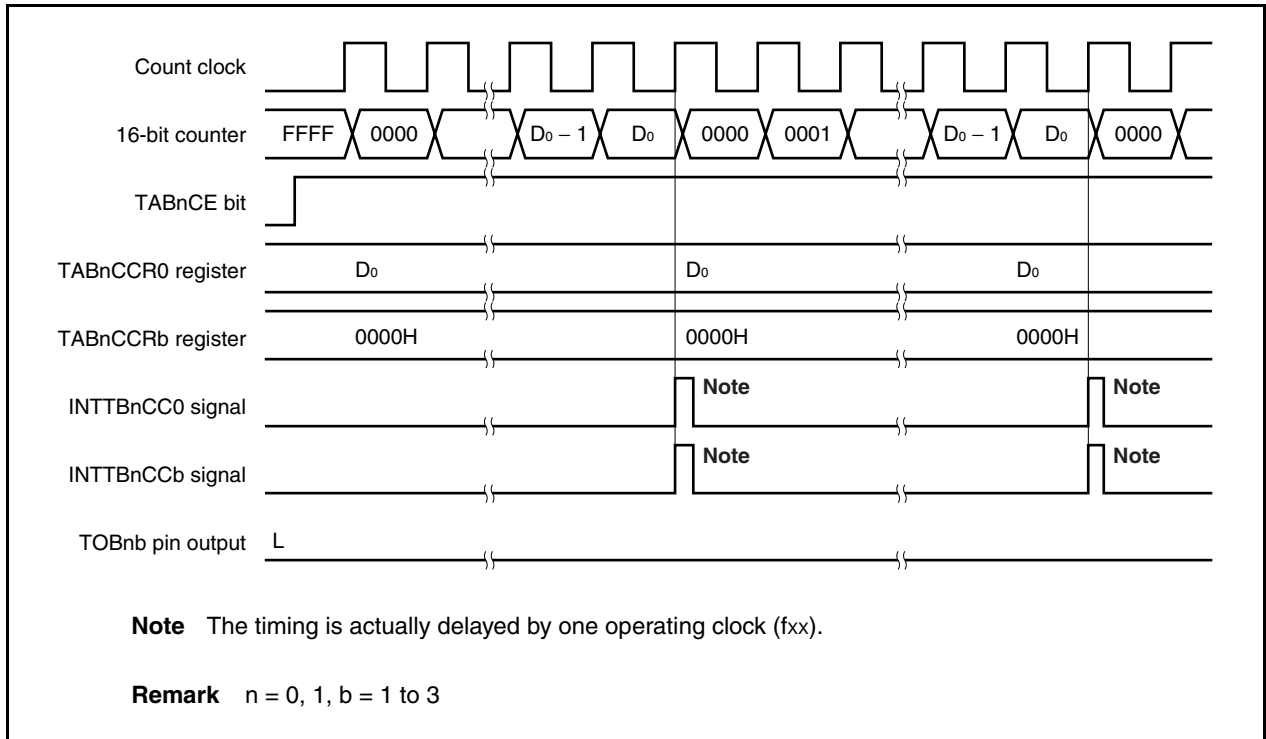 Count clock
16-bit counter FFFF 0000 D0 − 1 D0 0000 0001 D0 − 1 D0 0000
TABnCE bit
TABnCCR0 register D0 D0 D0
TABnCCRb register 0000H 0000H 0000H
INTTBnCC0 signal Note Note
INTTBnCCb signal Note Note
TOBnb pin output L
Note The timing is actually delayed by one operating clock (fxx).
Remark n = 0, 1, b = 1 to 3